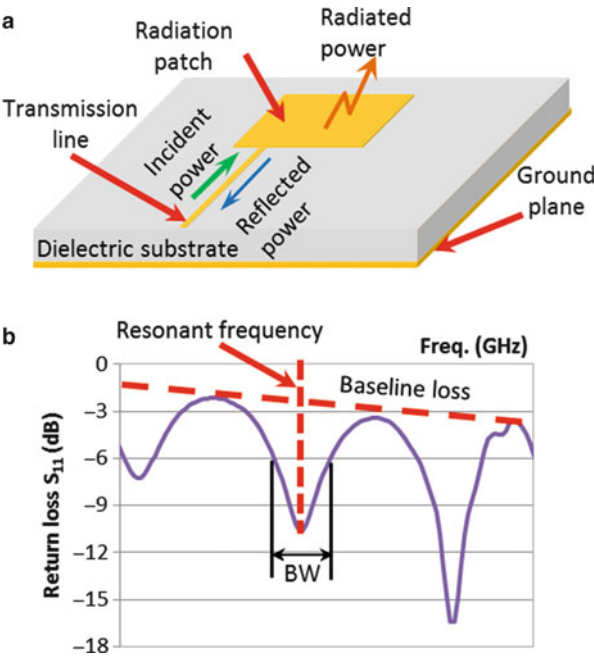 a
Radiation
patch
Radiated
power
Transmission
line
Incident
power
Reflected
power
Ground
plane
Dielectric substrate
b
Resonant frequency
Freq. (GHz)
Baseline loss
Return loss S₁₁ (dB)
0
−3
−6
−9
−12
−15
−18
BW